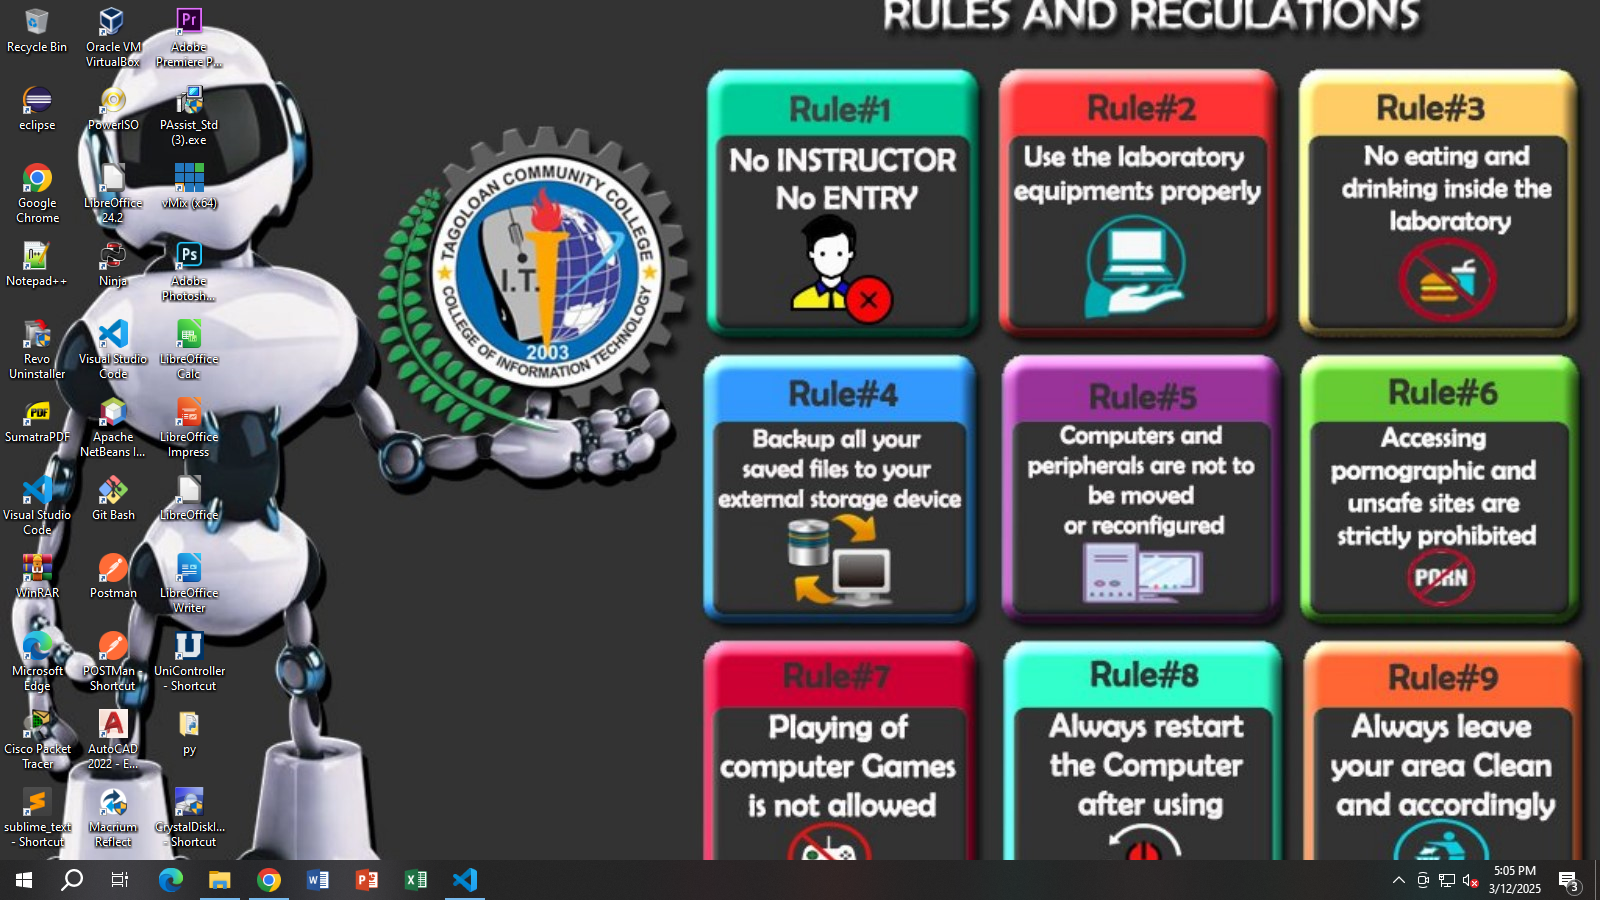 RULES AND REGULATIONS
Recycle Bin
Oracle VM
VirtualBox
Adobe
Premiere P...
eclipse
PowerISO
PAssist_Std
(3).exe
Google
Chrome
LibreOffice
24.2
vMix (x64)
Notepad++
Ninja
Adobe
Photosh...
Revo
Uninstaller
Visual Studio
Code
LibreOffice
Calc
SumatraPDF
Apache
NetBeans I...
LibreOffice
Impress
Visual Studio
Code
Git Bash
LibreOffice
WinRAR
Postman
LibreOffice
Writer
Microsoft
Edge
POSTMan -
Shortcut
UniController
- Shortcut
Cisco Packet
Tracer
AutoCAD
2022 - E...
py
sublime_text
- Shortcut
Macrium
Reflect
CrystalDiskI...
- Shortcut
TAGOLOAN COMMUNITY COLLEGE
I.T.
2003
COLLEGE OF INFORMATION TECHNOLOGY
Rule#1
No INSTRUCTOR
No ENTRY
Rule#2
Use the laboratory
equipments properly
Rule#3
No eating and
drinking inside the
laboratory
Rule#4
Backup all your
saved files to your
external storage device
Rule#5
Computers and
peripherals are not to
be moved
or reconfigured
Rule#6
Accessing
pornographic and
unsafe sites are
strictly prohibited
PORN
Rule#7
Playing of
computer Games
is not allowed
Rule#8
Always restart
the Computer
after using
Rule#9
Always leave
your area Clean
and accordingly
5:05 PM
3/12/2025
3